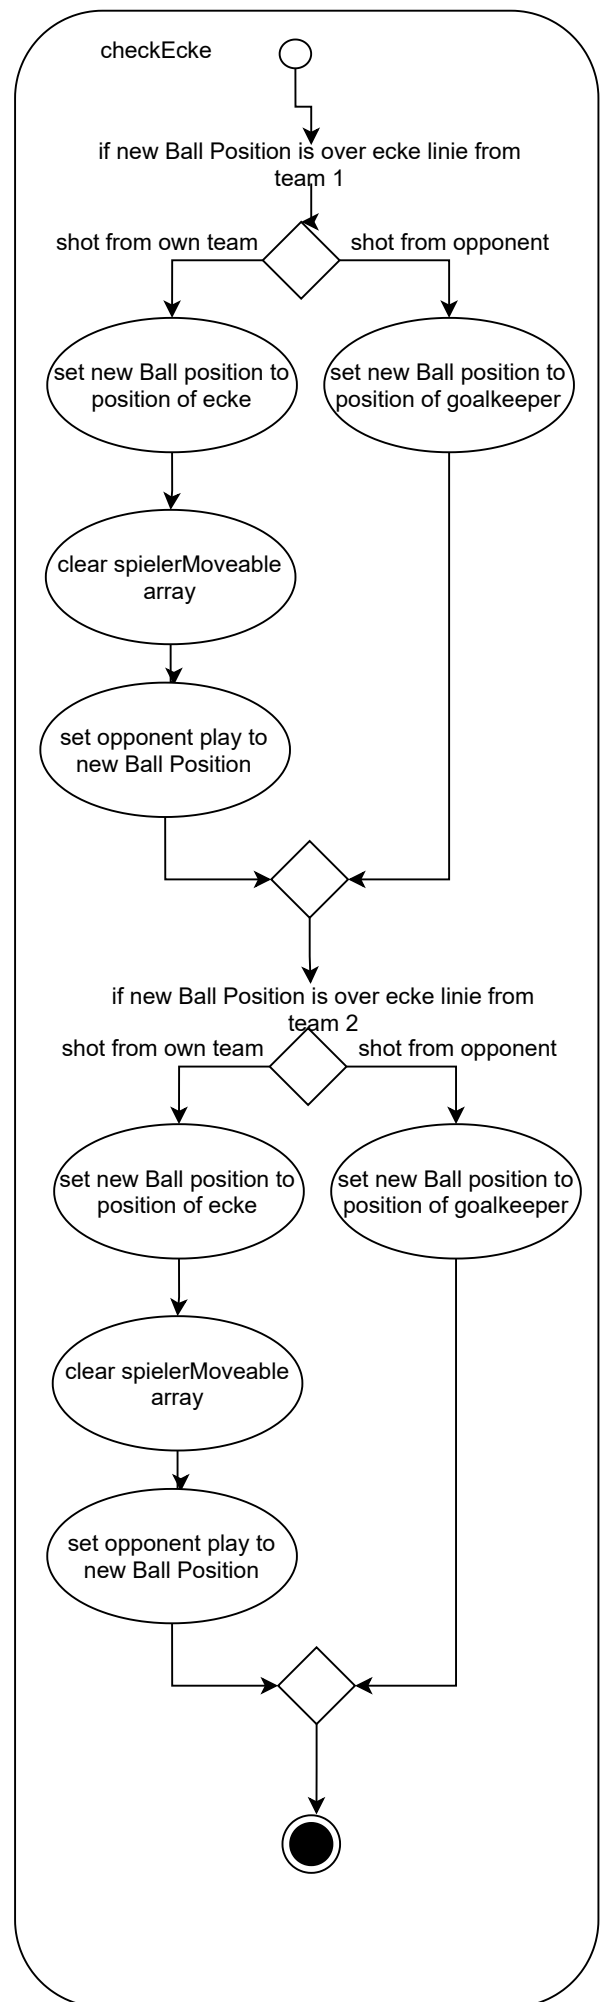 checkEcke
if new Ball Position is over ecke linie from
team 1
shot from own team
shot from opponent
set new Ball position to
position of ecke
set new Ball position to
position of goalkeeper
clear spielerMoveable
array
set opponent play to
new Ball Position
if new Ball Position is over ecke linie from
team 2
shot from own team
shot from opponent
set new Ball position to
position of ecke
set new Ball position to
position of goalkeeper
clear spielerMoveable
array
set opponent play to
new Ball Position